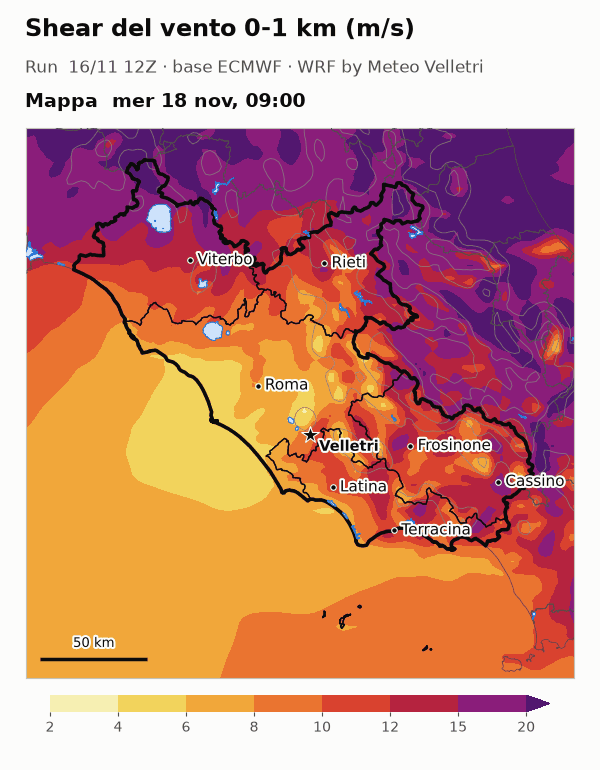 Shear del vento 0-1 km (m/s)
Run  16/11 12Z · base ECMWF · WRF by Meteo Velletri
Mappa  mer 18 nov, 09:00
Viterbo
Rieti
Roma
Velletri
Frosinone
Latina
Cassino
Terracina
50 km
2 4 6 8 10 12 15 20